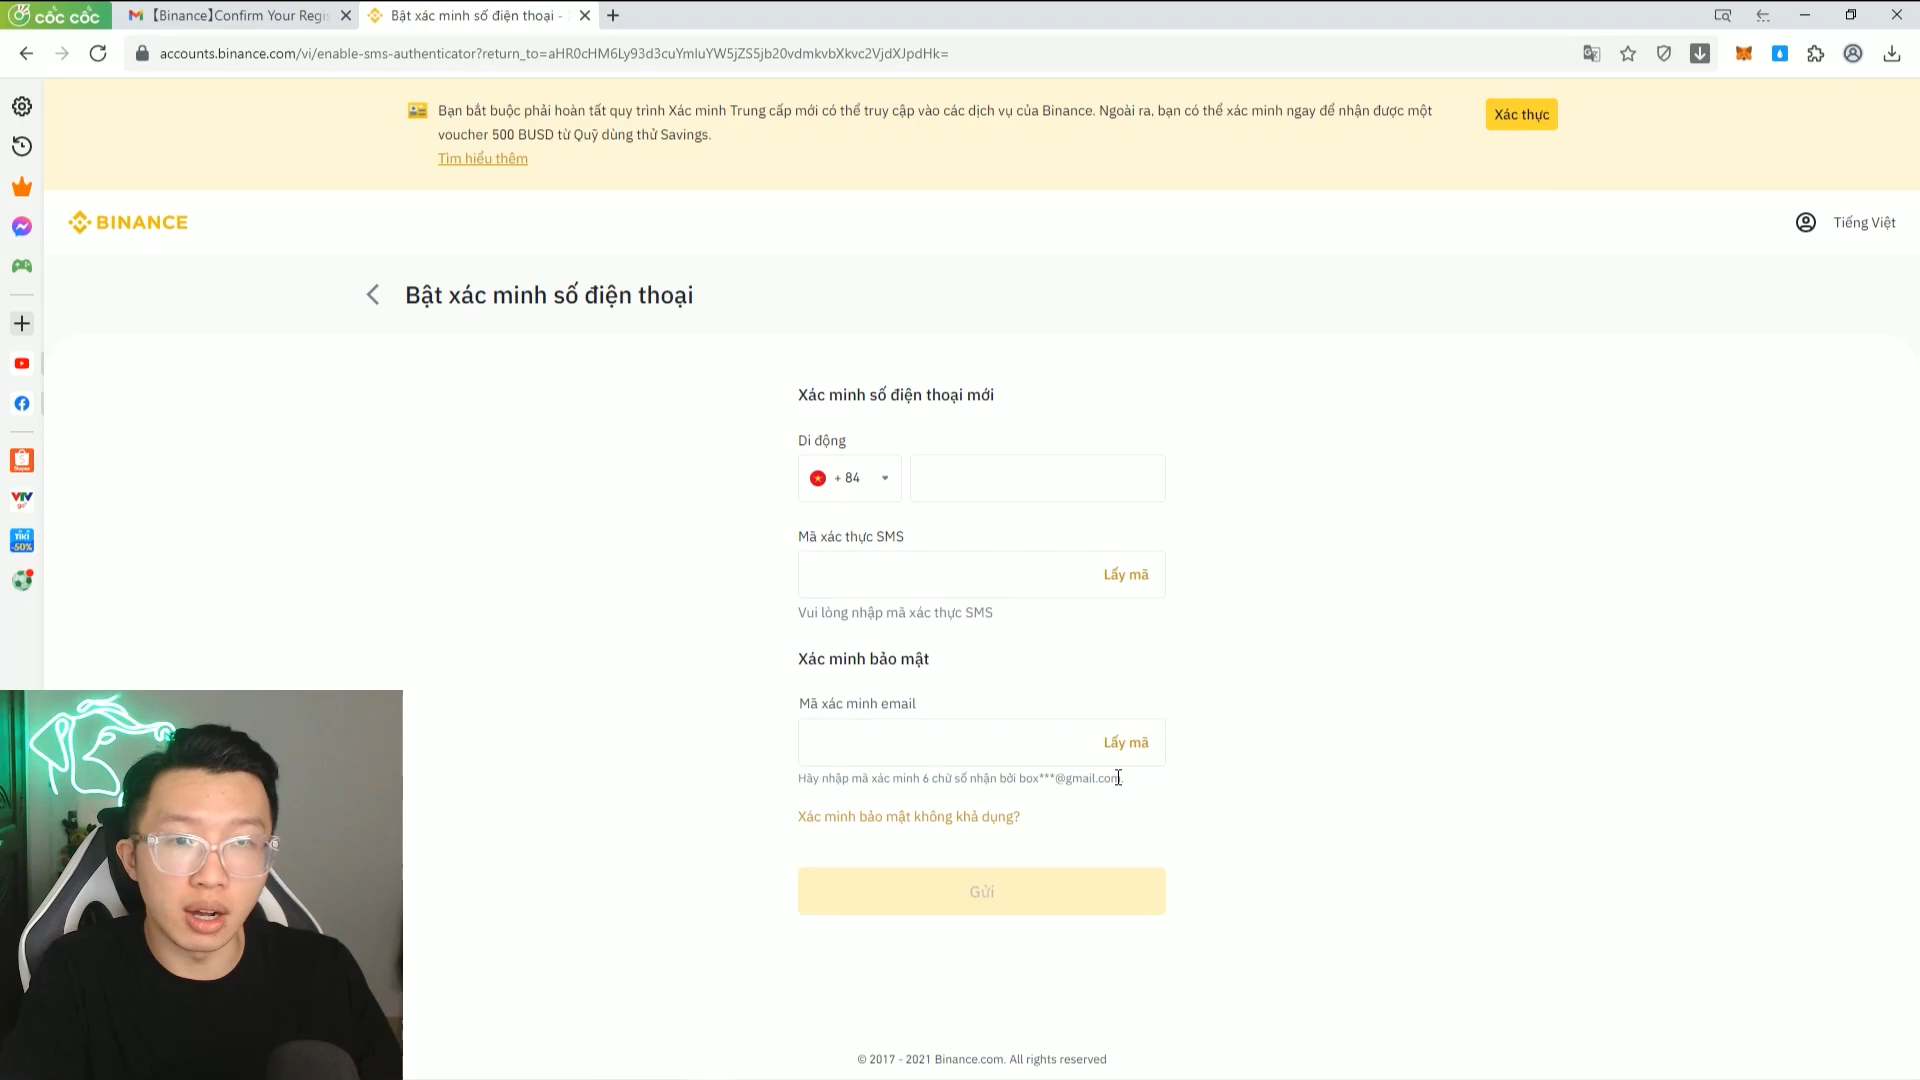 cốc cốc
【Binance】Confirm Your Regis
Bật xác minh số điện thoại -
accounts.binance.com/vi/enable-sms-authenticator?return_to=aHR0cHM6Ly93d3cuYmluYW5jZS5jb20vdmkvbXkvc2VjdXJpdHk=
Bạn bắt buộc phải hoàn tất quy trình Xác minh Trung cấp mới có thể truy cập vào các dịch vụ của Binance. Ngoài ra, bạn có thể xác minh ngay để nhận được một
voucher 500 BUSD từ Quỹ dùng thử Savings.
Tìm hiểu thêm
Xác thực
BINANCE
Tiếng Việt
Bật xác minh số điện thoại
Xác minh số điện thoại mới
Di động
+ 84
Mã xác thực SMS
Lấy mã
Vui lòng nhập mã xác thực SMS
Xác minh bảo mật
Mã xác minh email
Lấy mã
Hãy nhập mã xác minh 6 chữ số nhận bởi box***@gmail.com.
Xác minh bảo mật không khả dụng?
Gửi
© 2017 - 2021 Binance.com. All rights reserved
Shopee
VTV
go
TIKI
-50%